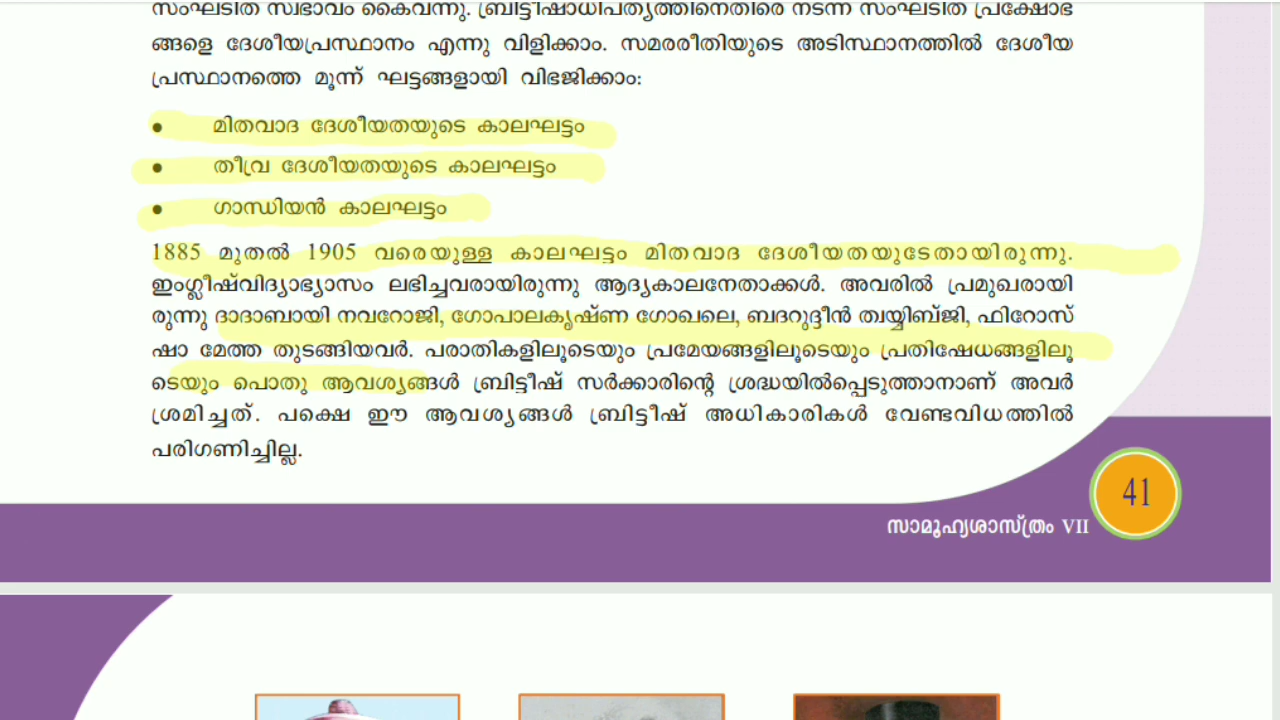 സംഘടിത സ്വഭാവം കൈവന്നു. ബ്രിട്ടീഷാധിപത്യത്തിനെതിരെ നടന്ന സംഘടിത പ്രക്ഷോഭ
ങ്ങളെ ദേശീയപ്രസ്ഥാനം എന്നു വിളിക്കാം. സമരരീതിയുടെ അടിസ്ഥാനത്തിൽ ദേശീയ
പ്രസ്ഥാനത്തെ മൂന്ന് ഘട്ടങ്ങളായി വിഭജിക്കാം:
• മിതവാദ ദേശീയതയുടെ കാലഘട്ടം
• തീവ്ര ദേശീയതയുടെ കാലഘട്ടം
• ഗാന്ധിയൻ കാലഘട്ടം
1885 മുതൽ 1905 വരെയുള്ള കാലഘട്ടം മിതവാദ ദേശീയതയുടേതായിരുന്നു.
ഇംഗ്ലീഷ്‌വിദ്യാഭ്യാസം ലഭിച്ചവരായിരുന്നു ആദ്യകാലനേതാക്കൾ. അവരിൽ പ്രമുഖരായി
രുന്നു ദാദാബായി നവറോജി, ഗോപാലകൃഷ്ണ ഗോഖലെ, ബദറുദ്ദീൻ ത്വയ്യിബ്ജി, ഫിറോസ്
ഷാ മേത്ത തുടങ്ങിയവർ. പരാതികളിലൂടെയും പ്രമേയങ്ങളിലൂടെയും പ്രതിഷേധങ്ങളിലൂ
ടെയും പൊതു ആവശ്യങ്ങൾ ബ്രിട്ടീഷ് സർക്കാരിന്റെ ശ്രദ്ധയിൽപ്പെടുത്താനാണ് അവർ
ശ്രമിച്ചത്. പക്ഷെ ഈ ആവശ്യങ്ങൾ ബ്രിട്ടീഷ് അധികാരികൾ വേണ്ടവിധത്തിൽ
പരിഗണിച്ചില്ല.
41
സാമൂഹ്യശാസ്ത്രം VII